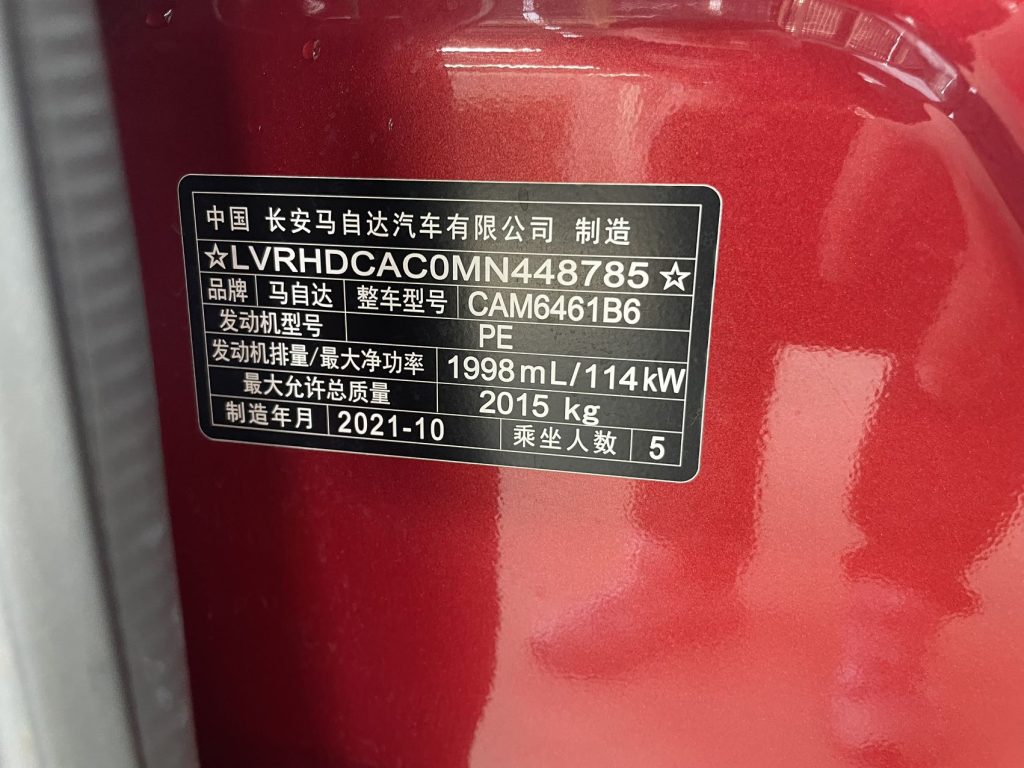 中国 长安马自达汽车有限公司 制造
☆LVRHDCAC0MN448785☆
品牌 马自达 整车型号 CAM6461B6
发动机型号 PE
发动机排量/最大净功率 1998mL/114kW
最大允许总质量 2015 kg
制造年月 2021-10 乘坐人数 5